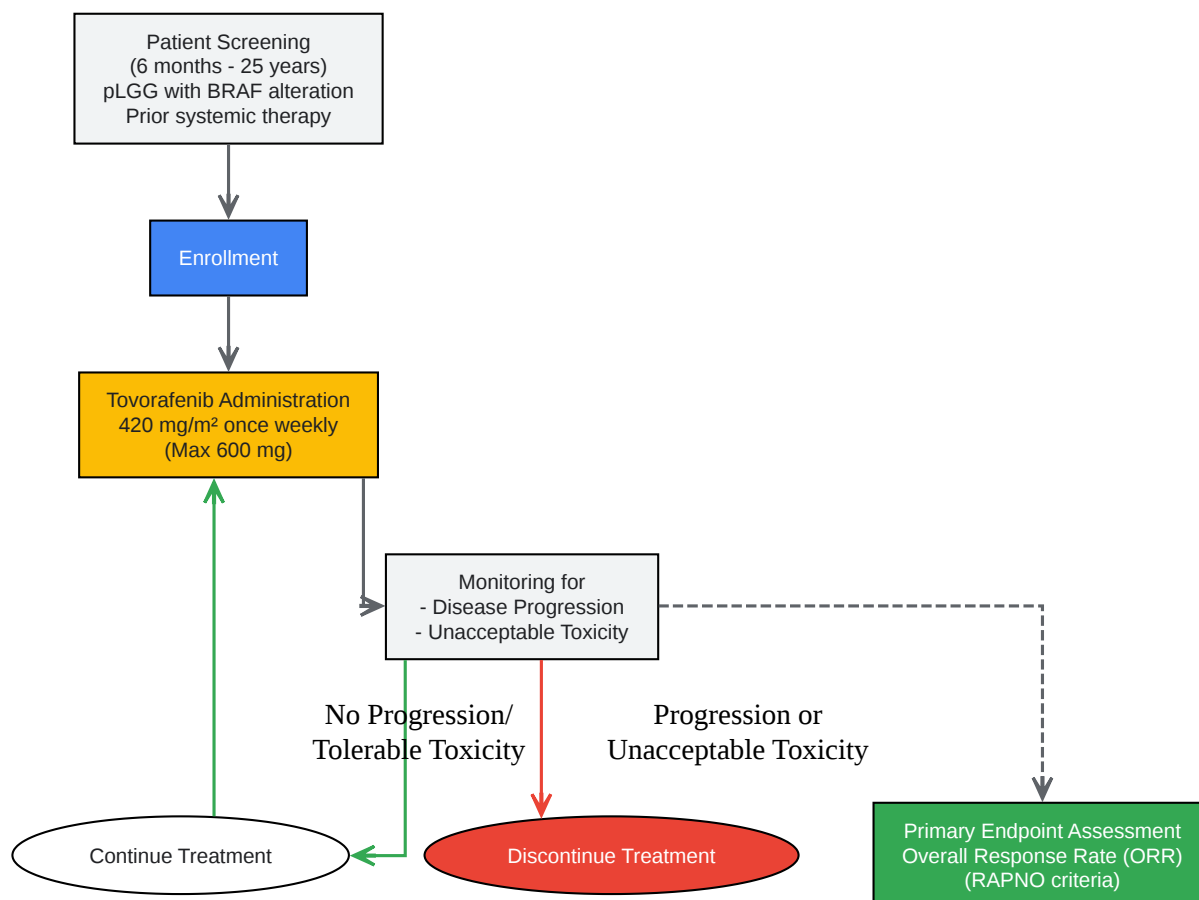 Patient Screening
(6 months - 25 years)
pLGG with BRAF alteration
Prior systemic therapy
Enrollment
Tovorafenib Administration
420 mg/m² once weekly
(Max 600 mg)
Monitoring for
- Disease Progression
- Unacceptable Toxicity
No Progression/
Tolerable Toxicity
Progression or
Unacceptable Toxicity
Continue Treatment
Discontinue Treatment
Primary Endpoint Assessment
Overall Response Rate (ORR)
(RAPNO criteria)